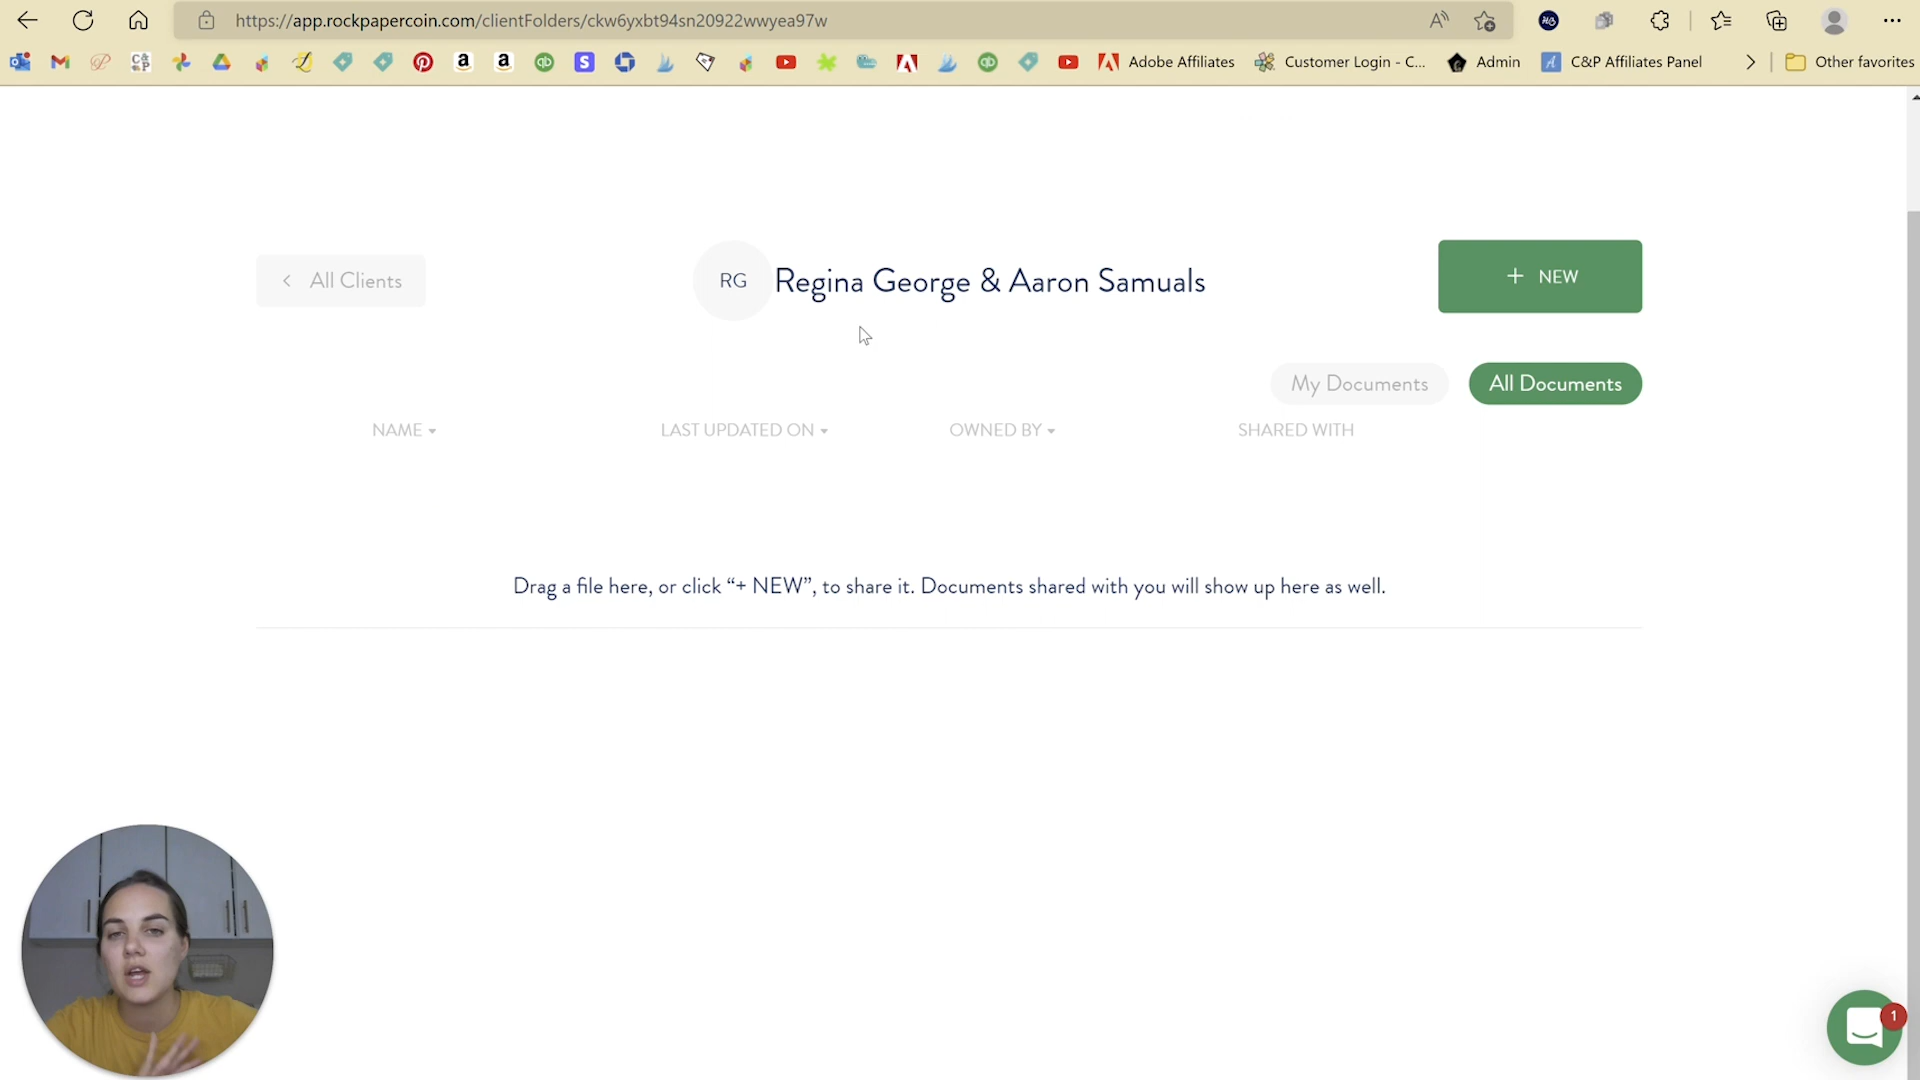 https://app.rockpapercoin.com/clientFolders/ckw6yxbt94sn20922wwyea97w
Adobe Affiliates
Customer Login - C...
Admin
C&P Affiliates Panel
Other favorites
All Clients
RG
Regina George & Aaron Samuals
+ NEW
My Documents
All Documents
NAME
LAST UPDATED ON
OWNED BY
SHARED WITH
Drag a file here, or click “+ NEW”, to share it. Documents shared with you will show up here as well.
1